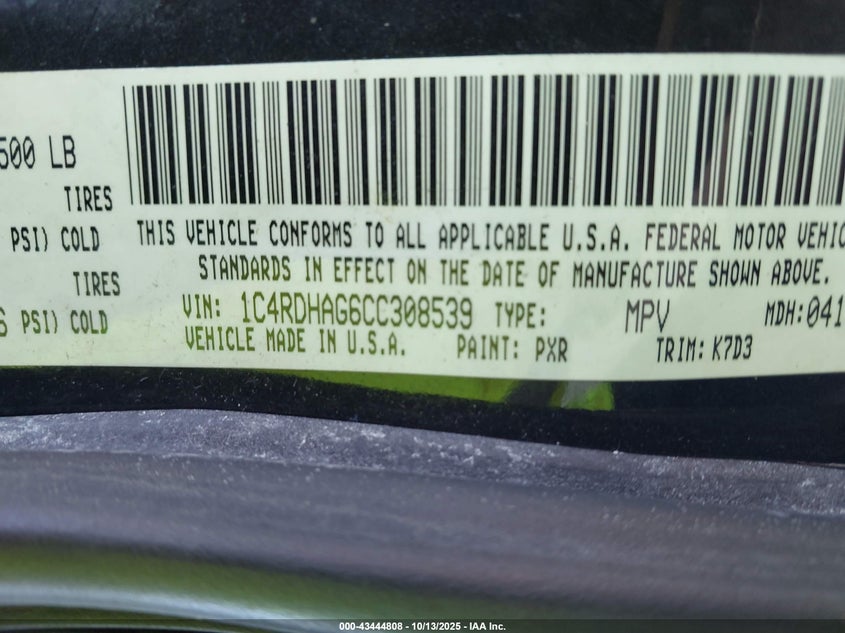 500 LB
TIRES
PSI) COLD
TIRES
PSI) COLD
THIS VEHICLE CONFORMS TO ALL APPLICABLE U.S.A. FEDERAL MOTOR VEHIC
STANDARDS IN EFFECT ON THE DATE OF MANUFACTURE SHOWN ABOVE.
VIN: 1C4RDHAG6CC308539 TYPE: MPV MDH:041
VEHICLE MADE IN U.S.A. PAINT: PXR TRIM: K7D3
000-43444808 - 10/13/2025 - IAA Inc.